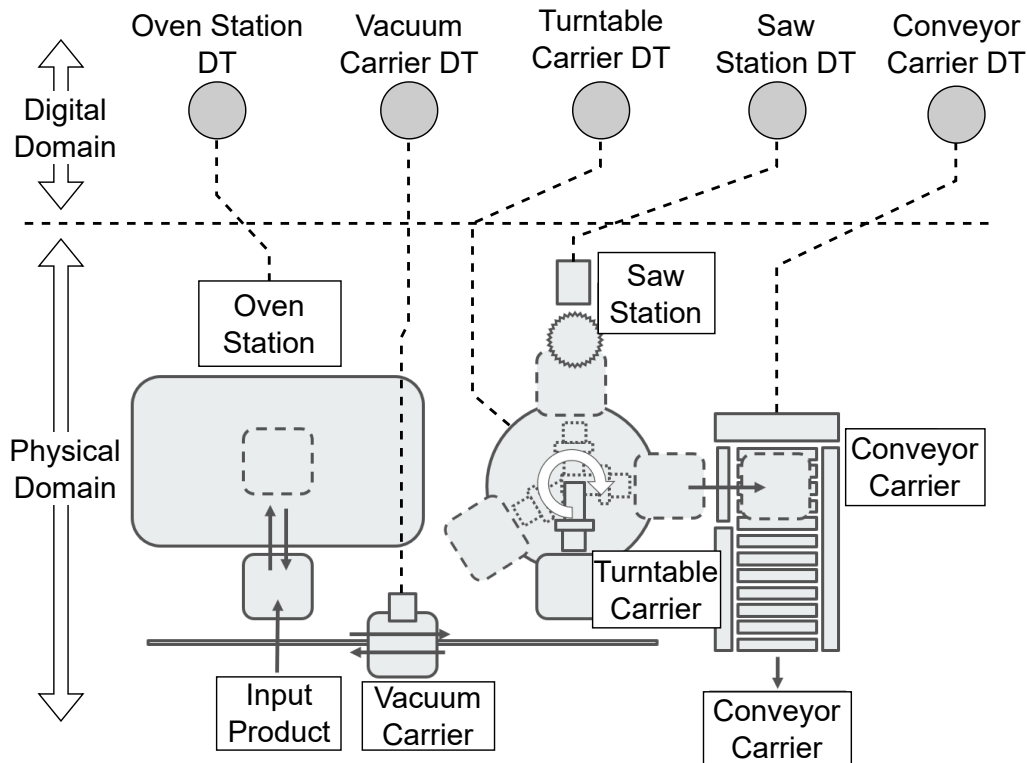 Oven Station
DT
Vacuum
Carrier DT
Turntable
Carrier DT
Saw
Station DT
Conveyor
Carrier DT
Digital
Domain
Oven
Station
Saw
Station
Physical
Domain
Conveyor
Carrier
Turntable
Carrier
Input
Product
Vacuum
Carrier
Conveyor
Carrier